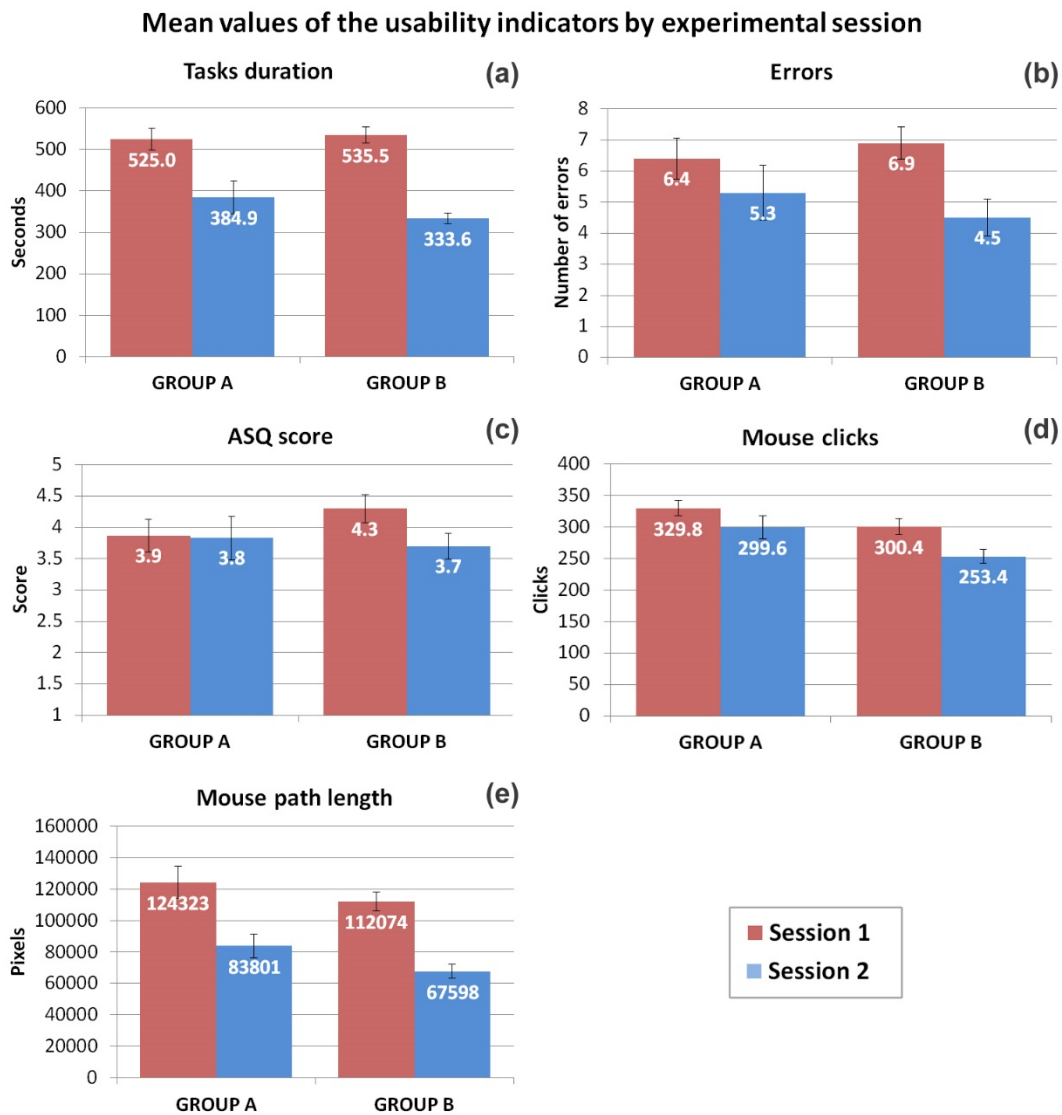 Mean values of the usability indicators by experimental session
Tasks duration
(a)
Seconds
600
500
400
300
200
100
0
525.0
384.9
535.5
333.6
GROUP A
GROUP B
Errors
(b)
Number of errors
8
7
6
5
4
3
2
1
0
6.4
5.3
6.9
4.5
GROUP A
GROUP B
ASQ score
(c)
Score
5
4.5
4
3.5
3
2.5
2
1.5
1
3.9
3.8
4.3
3.7
GROUP A
GROUP B
Mouse clicks
(d)
Clicks
400
350
300
250
200
150
100
50
0
329.8
299.6
300.4
253.4
GROUP A
GROUP B
Mouse path length
(e)
Pixels
160000
140000
120000
100000
80000
60000
40000
20000
0
124323
83801
112074
67598
GROUP A
GROUP B
Session 1
Session 2